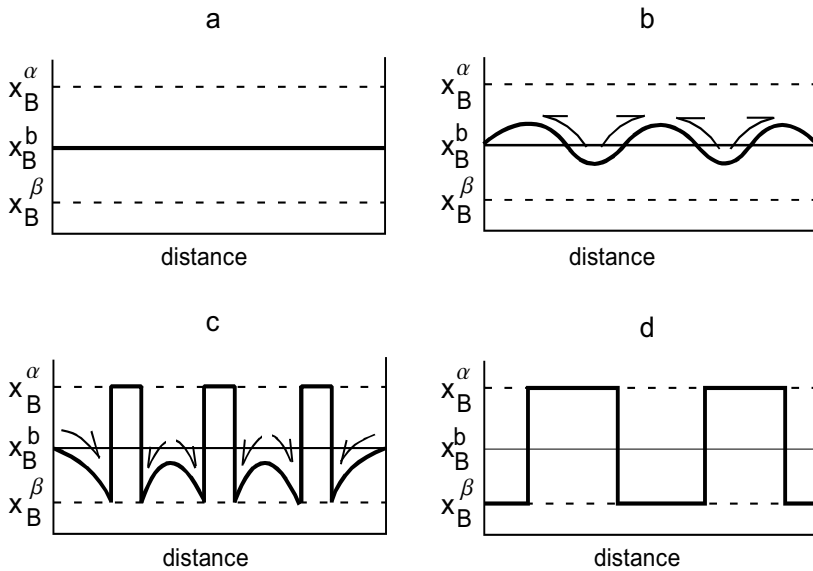 a
x_B^α
x_B^b
x_B^β
distance
b
x_B^α
x_B^b
x_B^β
distance
c
x_B^α
x_B^b
x_B^β
distance
d
x_B^α
x_B^b
x_B^β
distance